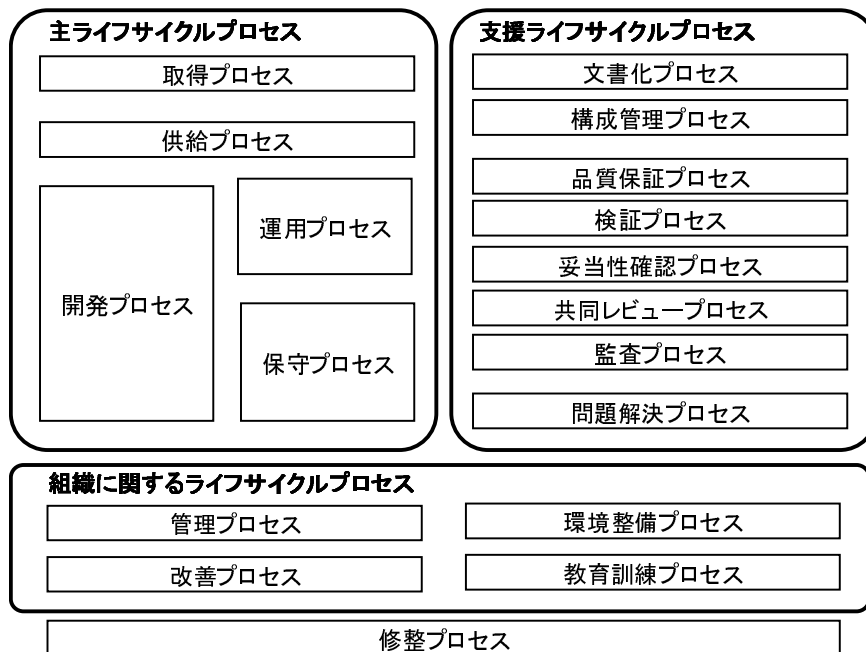 主ライフサイクルプロセス
取得プロセス
供給プロセス
開発プロセス
運用プロセス
保守プロセス
支援ライフサイクルプロセス
文書化プロセス
構成管理プロセス
品質保証プロセス
検証プロセス
妥当性確認プロセス
共同レビュープロセス
監査プロセス
問題解決プロセス
組織に関するライフサイクルプロセス
管理プロセス
環境整備プロセス
改善プロセス
教育訓練プロセス
修整プロセス